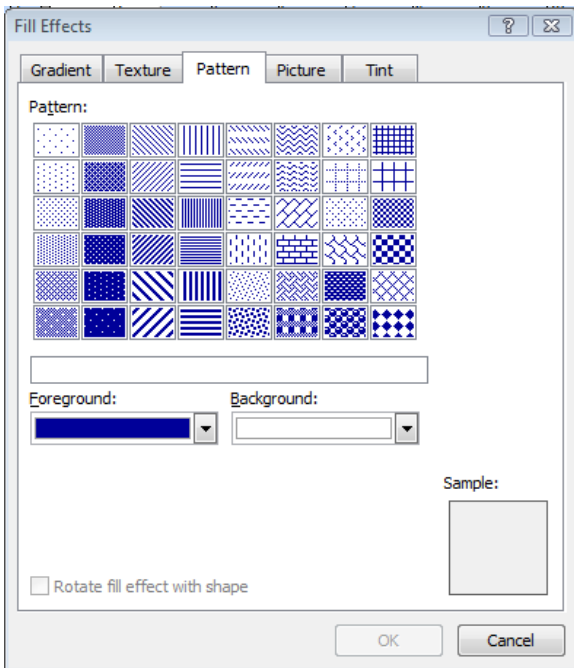 Fill Effects
Gradient Texture Pattern Picture Tint
Pattern:
Foreground: Background:
Sample:
Rotate fill effect with shape
OK Cancel